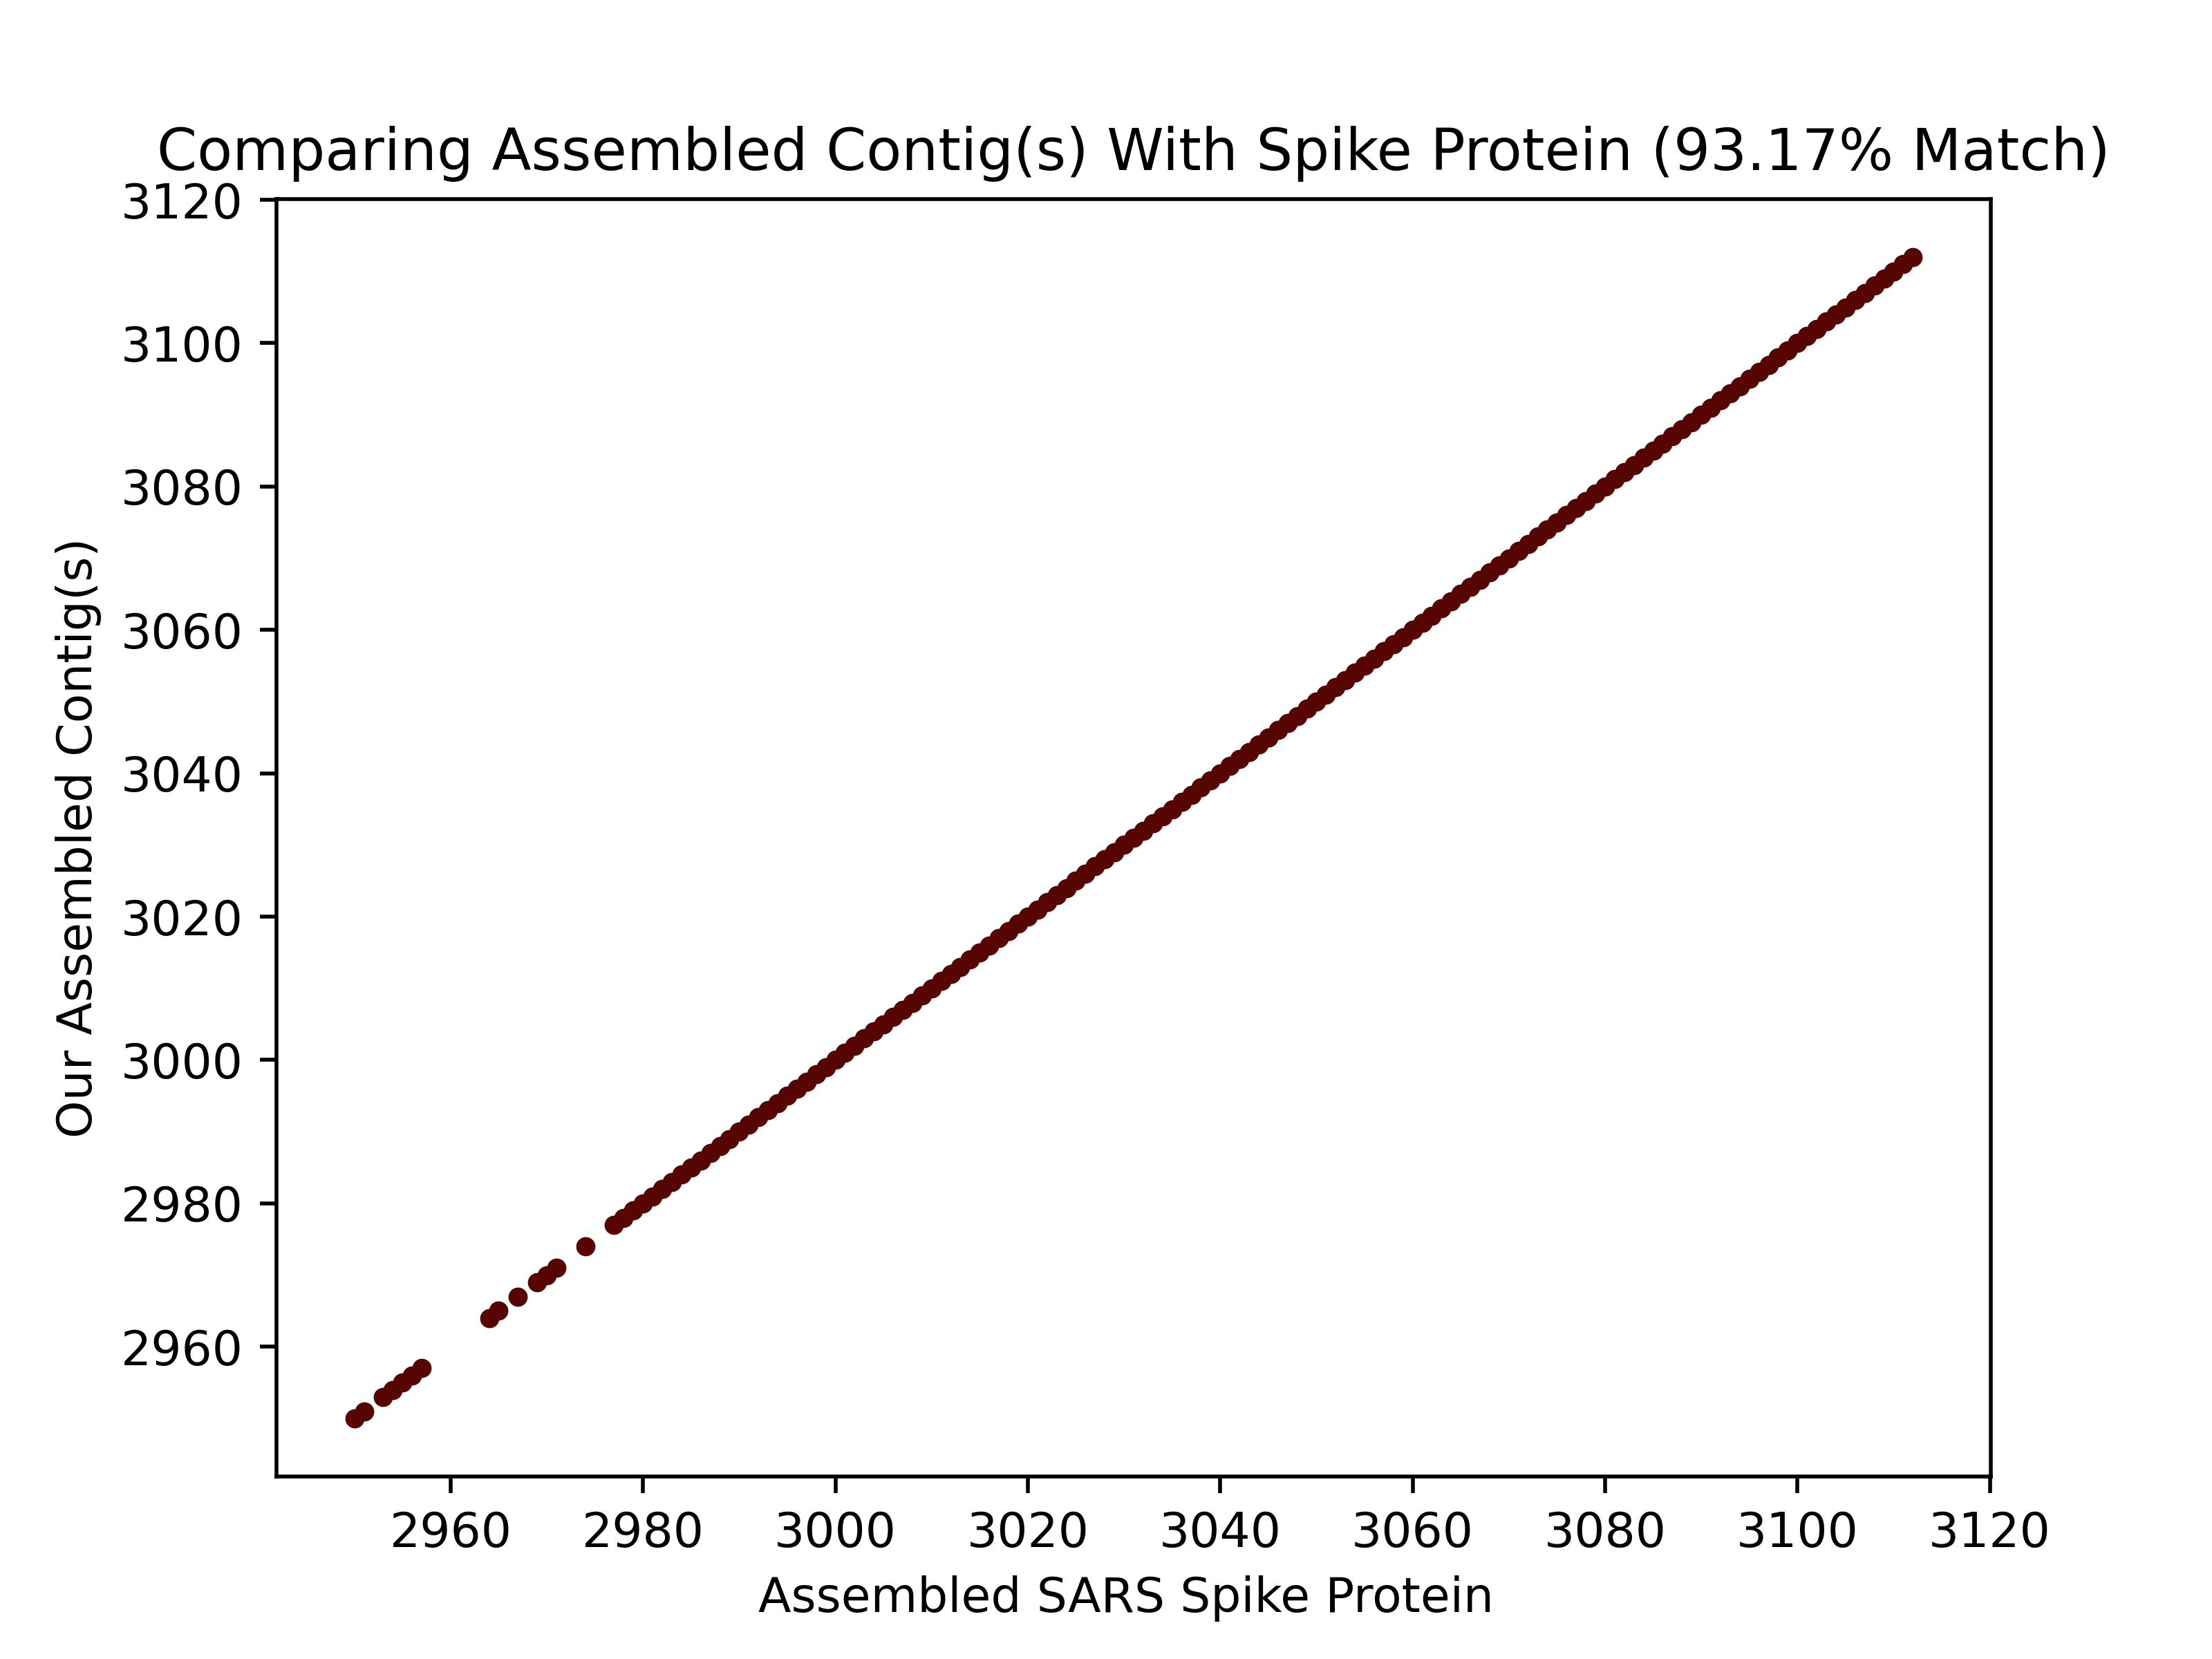 Comparing Assembled Contig(s) With Spike Protein (93.17% Match)
3120
3100
3080
3060
3040
3020
3000
2980
2960
Our Assembled Contig(s)
2960 2980 3000 3020 3040 3060 3080 3100 3120
Assembled SARS Spike Protein